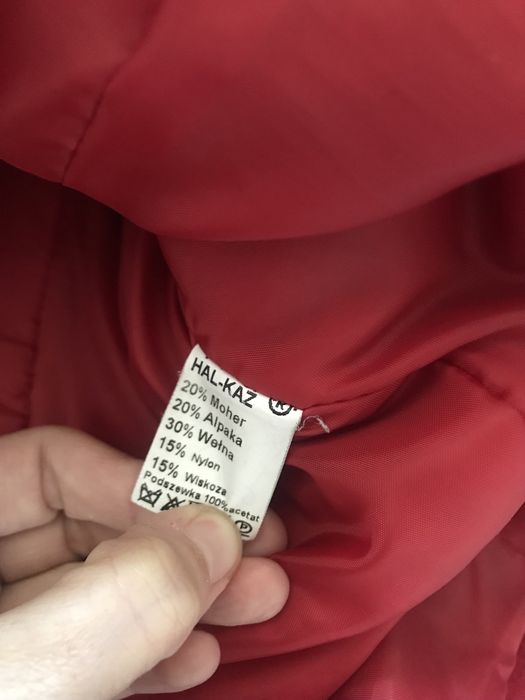 HAL-KAZ ®
20% Moher
20% Alpaka
30% Wełna
15% Nylon
15% Wiskoza
Podszewka 100%acetat
P